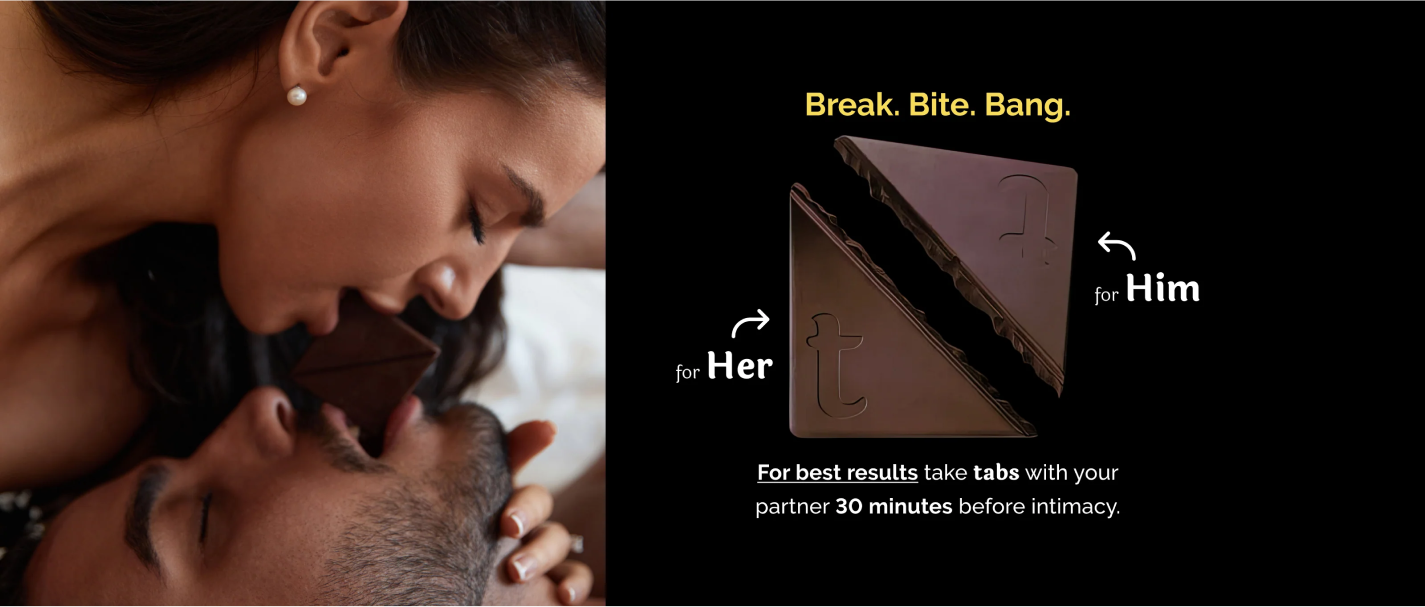 Break. Bite. Bang.
t
for Him
for Her
t
For best results take tabs with your
partner 30 minutes before intimacy.